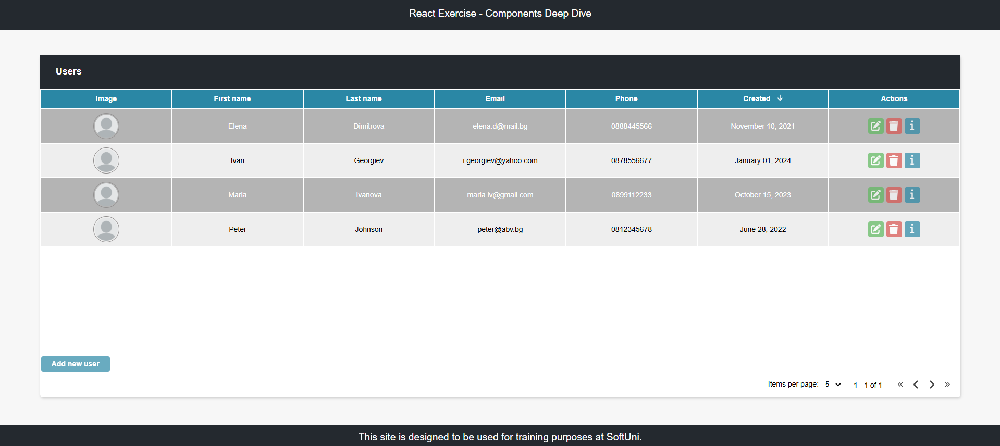 React Exercise - Components Deep Dive
Users
Image First name Last name Email Phone Created Actions
Elena Dimitrova elena.d@mail.bg 0888445566 November 10, 2021
Ivan Georgiev i.georgiev@yahoo.com 0878556677 January 01, 2024
Maria Ivanova maria.iv@gmail.com 0899112233 October 15, 2023
Peter Johnson peter@abv.bg 0812345678 June 28, 2022
Add new user
Items per page: 5 1 - 1 of 1
This site is designed to be used for training purposes at SoftUni.